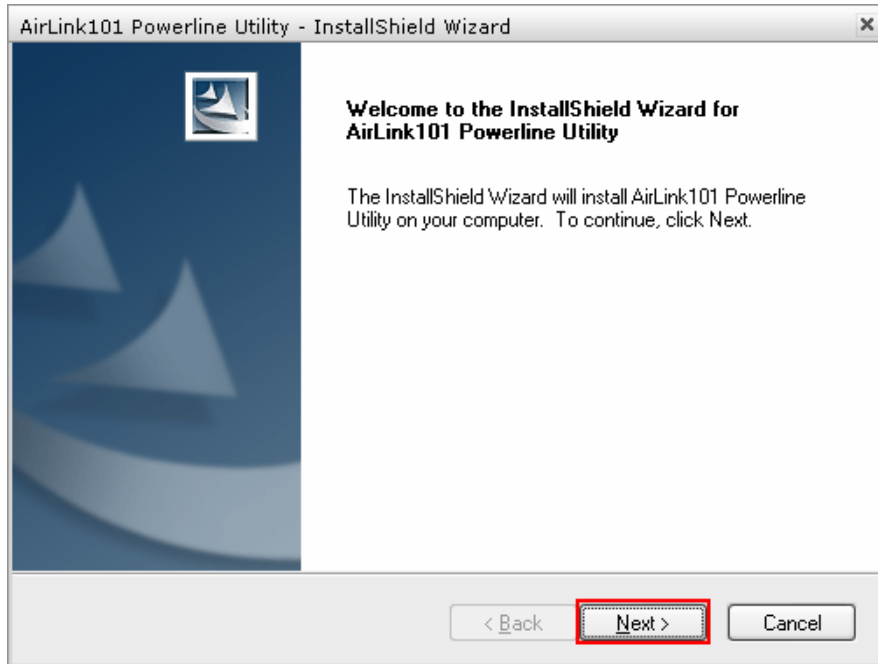 AirLink101 Powerline Utility - InstallShield Wizard
Welcome to the InstallShield Wizard for
AirLink101 Powerline Utility
The InstallShield Wizard will install AirLink101 Powerline
Utility on your computer. To continue, click Next.
< Back Next > Cancel